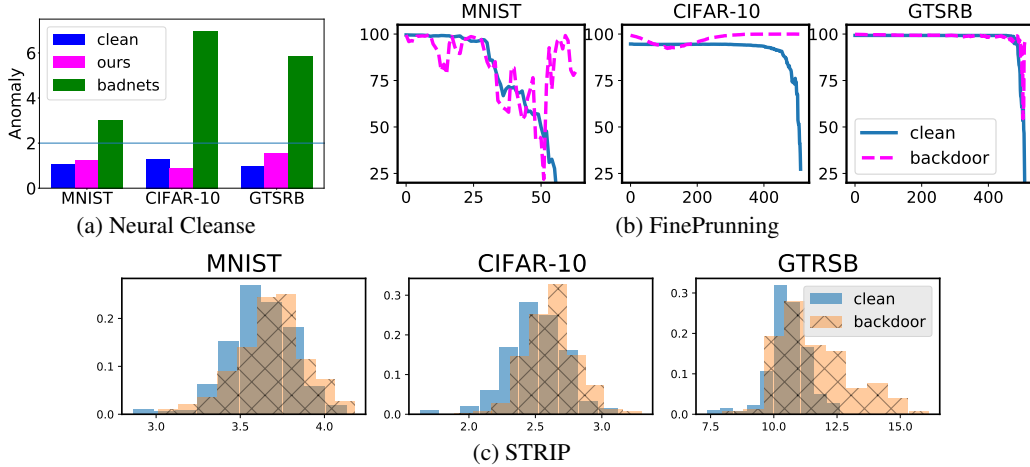 Anomaly
6
4
2
0
clean
ours
badnets
MNIST CIFAR-10 GTSRB
(a) Neural Cleanse
MNIST CIFAR-10 GTSRB
100
75
50
25
0 25 50
100
75
50
25
0 200 400
100
75
50
25
0 200 400
clean
backdoor
(b) FinePrunning
MNIST CIFAR-10 GTRSB
0.2
0.1
0.0
3.0 3.5 4.0
0.3
0.2
0.1
0.0
2.0 2.5 3.0
0.3
0.2
0.1
0.0
7.5 10.0 12.5 15.0
clean
backdoor
(c) STRIP